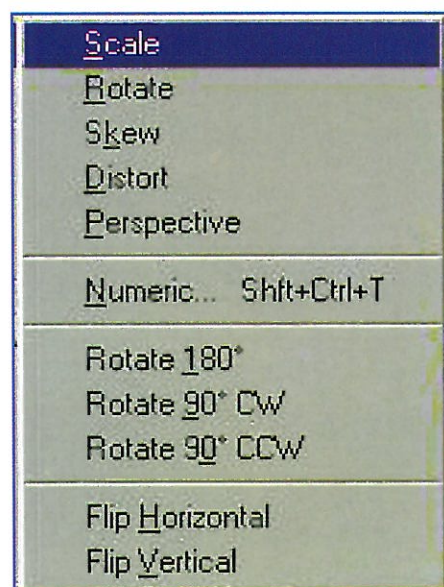 Scale
Rotate
Skew
Distort
Perspective
Numeric... Shft+Ctrl+T
Rotate 180°
Rotate 90° CW
Rotate 90° CCW
Flip Horizontal
Flip Vertical